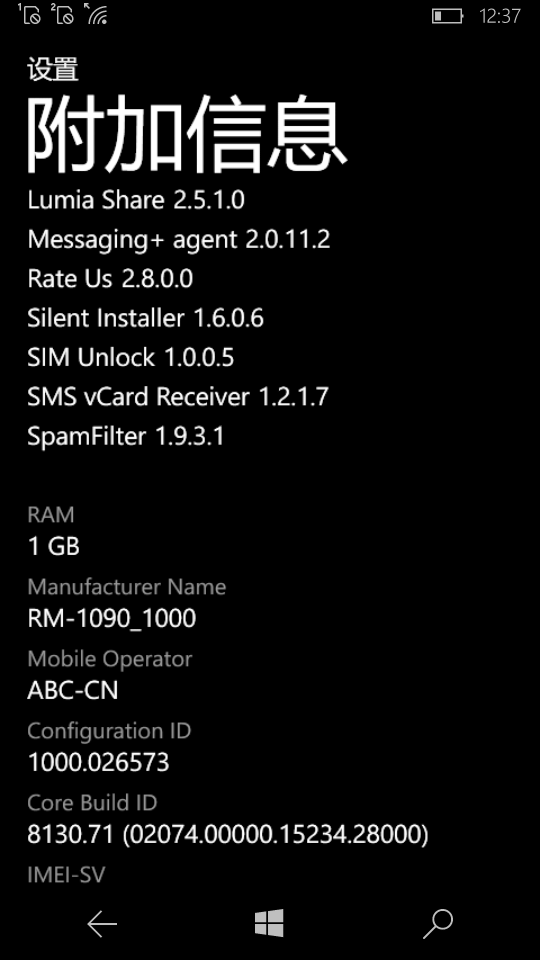 1 2 12:37
设置
附加信息
Lumia Share 2.5.1.0
Messaging+ agent 2.0.11.2
Rate Us 2.8.0.0
Silent Installer 1.6.0.6
SIM Unlock 1.0.0.5
SMS vCard Receiver 1.2.1.7
SpamFilter 1.9.3.1
RAM
1 GB
Manufacturer Name
RM-1090_1000
Mobile Operator
ABC-CN
Configuration ID
1000.026573
Core Build ID
8130.71 (02074.00000.15234.28000)
IMEI-SV